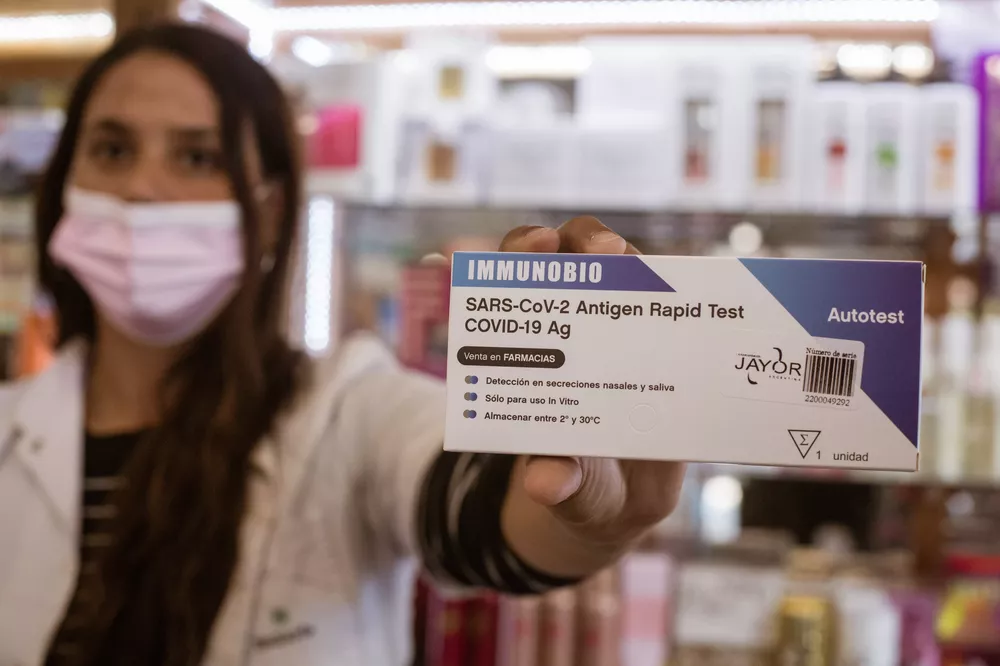 IMMUNOBIO
SARS-CoV-2 Antigen Rapid Test
COVID-19 Ag
Autotest
Venta en FARMACIAS
Detección en secreciones nasales y saliva
Sólo para uso In Vitro
Almacenar entre 2° y 30°C
JAYOR
Número de serie
2200049292
Σ 1 unidad